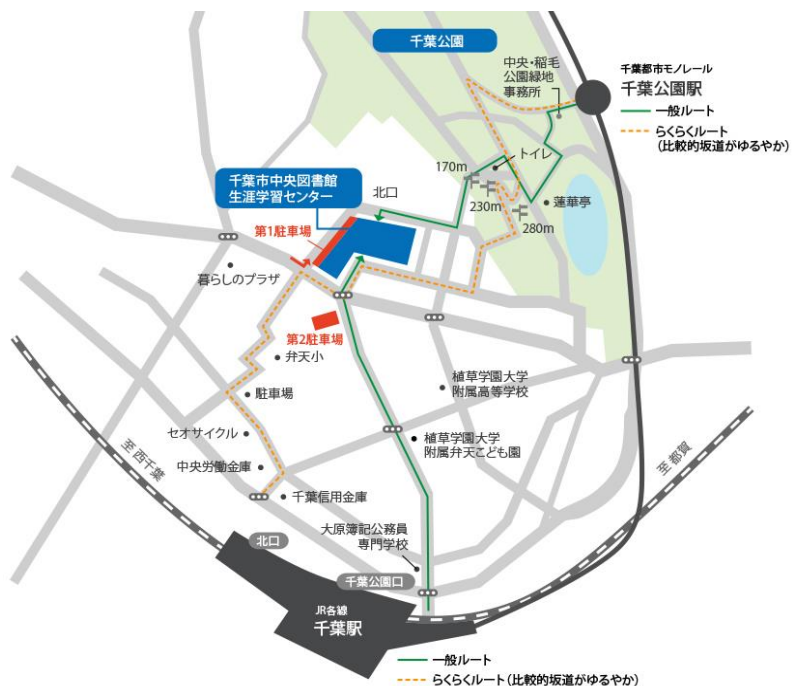 千葉公園
中央・稲毛
公園緑地
事務所
千葉都市モノレール
千葉公園駅
一般ルート
らくらくルート
（比較的坂道がゆるやか）
トイレ
170m
230m
280m
蓮華亭
千葉市中央図書館
生涯学習センター
北口
第1駐車場
暮らしのプラザ
第2駐車場
弁天小
植草学園大学
附属高等学校
駐車場
セオサイクル
植草学園大学
附属弁天こども園
中央労働金庫
至西千葉
至都賀
千葉信用金庫
大原簿記公務員
専門学校
北口
千葉公園口
JR各線
千葉駅
一般ルート
らくらくルート（比較的坂道がゆるやか）